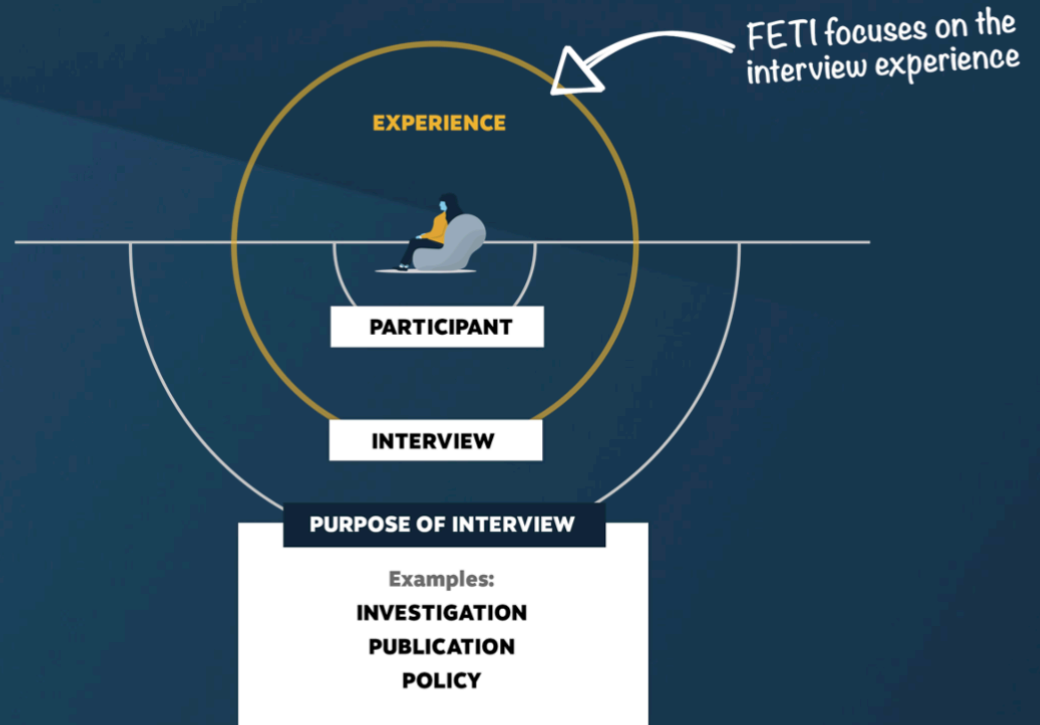 FETI focuses on the
interview experience
EXPERIENCE
PARTICIPANT
INTERVIEW
PURPOSE OF INTERVIEW
Examples:
INVESTIGATION
PUBLICATION
POLICY